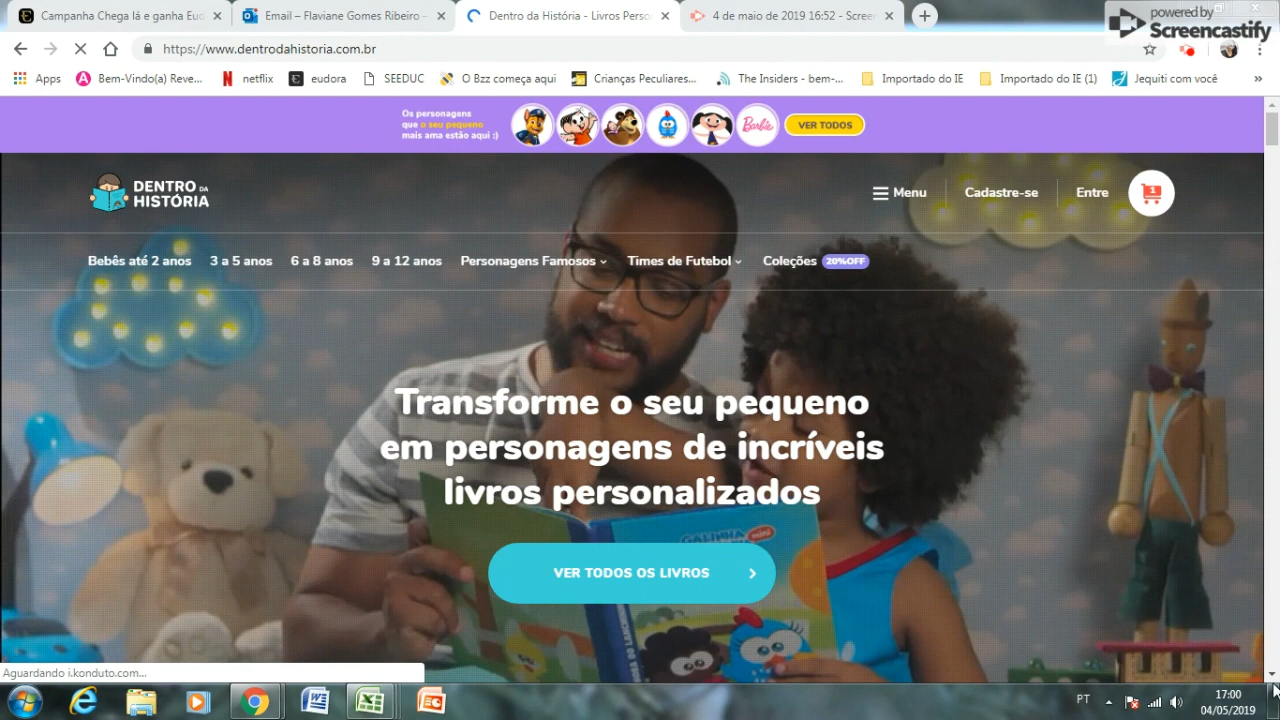 Campanha Chega lá e ganha Eud
Email – Flaviane Gomes Ribeiro –
Dentro da História - Livros Perso
4 de maio de 2019 16:52 - Screen
powered by
Screencastify
https://www.dentrodahistoria.com.br
Apps
Bem-Vindo(a) Reve...
netflix
eudora
SEEDUC
O Bzz começa aqui
Crianças Peculiares...
The Insiders - bem-...
Importado do IE
Importado do IE (1)
Jequiti com você
»
Os personagens
que o seu pequeno
mais ama estão aqui :)
Barbie
VER TODOS
DENTRO DA
HISTÓRIA
Menu
Cadastre-se
Entre
1
Bebês até 2 anos
3 a 5 anos
6 a 8 anos
9 a 12 anos
Personagens Famosos
Times de Futebol
Coleções
20%OFF
Transforme o seu pequeno
em personagens de incríveis
livros personalizados
GALINHA
mini
VER TODOS OS LIVROS
Aguardando i.konduto.com...
PT
17:00
04/05/2019